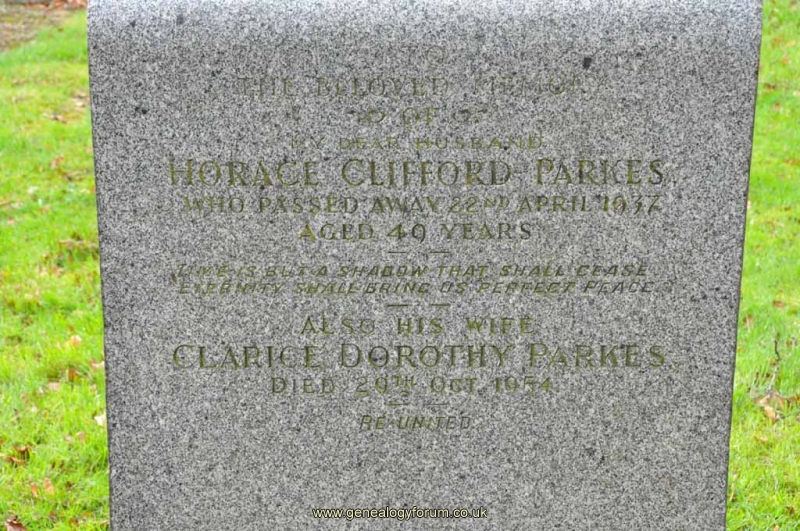 TO
THE BELOVED MEMORY
OF
MY DEAR HUSBAND
HORACE CLIFFORD PARKES
WHO PASSED AWAY 22ND APRIL 1937
AGED 49 YEARS
LIFE IS BUT A SHADOW THAT SHALL CEASE
ETERNITY SHALL BRING US PERFECT PEACE
ALSO HIS WIFE
CLARICE DOROTHY PARKES
DIED 29TH OCT. 1954
RE-UNITED
www.genealogyforum.co.uk